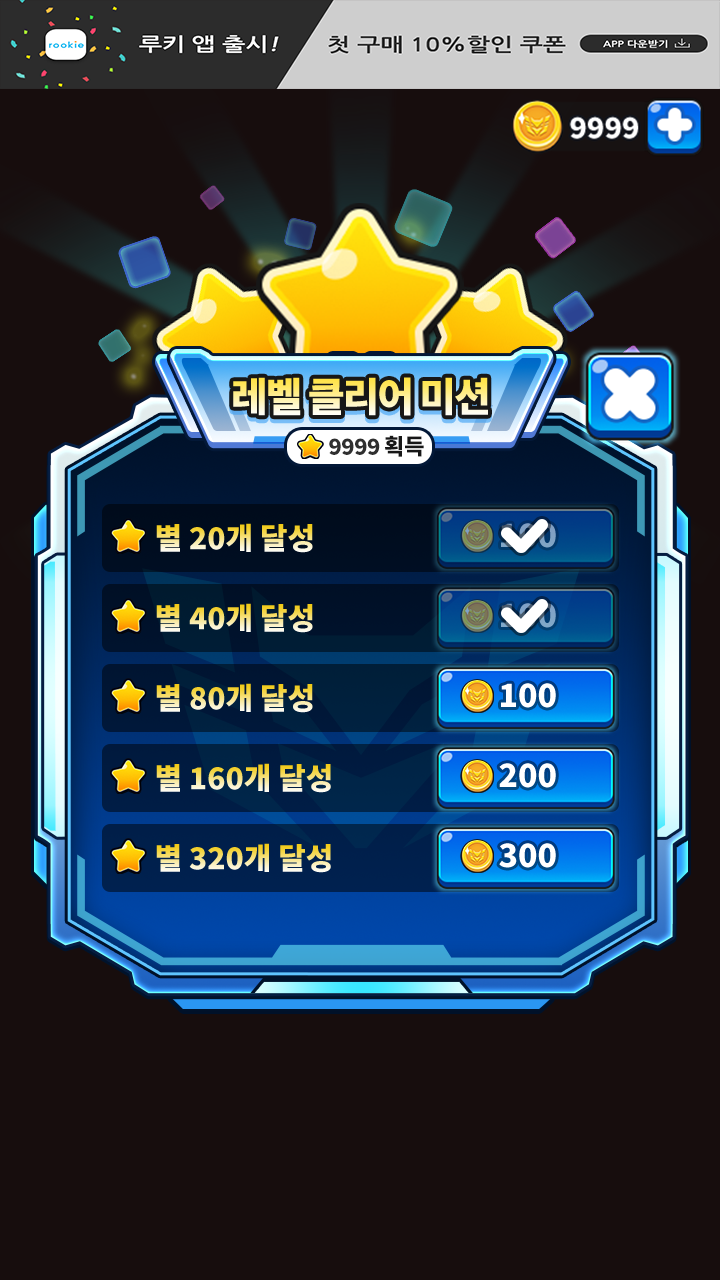 rookie
루키 앱 출시!
첫 구매 10%할인 쿠폰
APP 다운받기
9999
레벨 클리어 미션
9999 획득
별 20개 달성
별 40개 달성
별 80개 달성
100
별 160개 달성
200
별 320개 달성
300